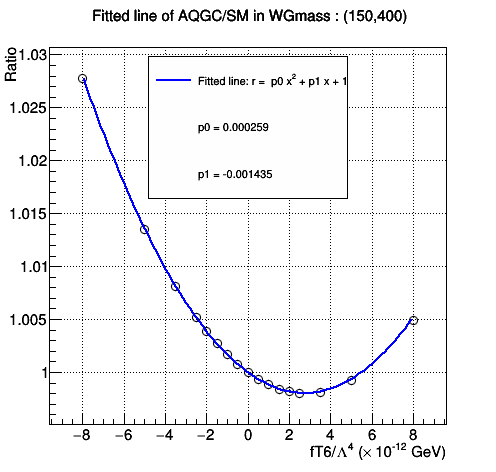 Fitted line of AQGC/SM in WGmass : (150,400)
Ratio
1.03
1.025
1.02
1.015
1.01
1.005
1
Fitted line: r = p0 x² + p1 x + 1
p0 = 0.000259
p1 = -0.001435
−8 −6 −4 −2 0 2 4 6 8
fT6/Λ⁴ (× 10⁻¹² GeV)